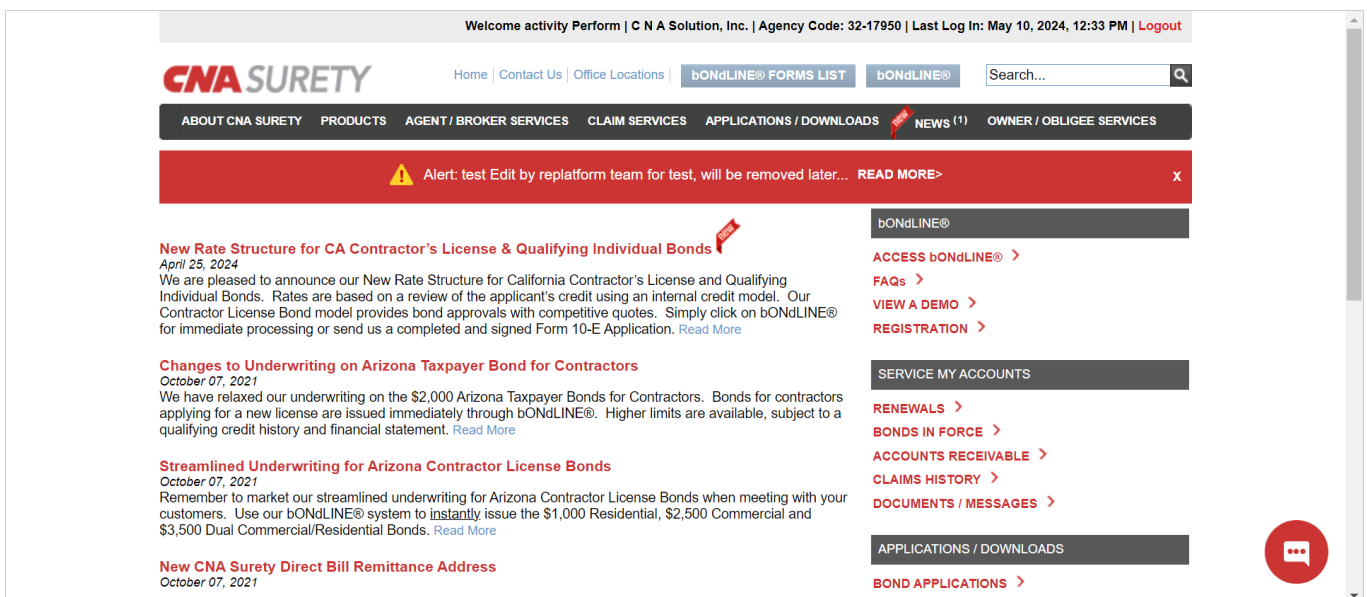 Welcome activity Perform | C N A Solution, Inc. | Agency Code: 32-17950 | Last Log In: May 10, 2024, 12:33 PM | Logout
CNA SURETY
Home | Contact Us | Office Locations |
bONdLINE® FORMS LIST
bONdLINE®
Search...
ABOUT CNA SURETY
PRODUCTS
AGENT / BROKER SERVICES
CLAIM SERVICES
APPLICATIONS / DOWNLOADS
new
NEWS (1)
OWNER / OBLIGEE SERVICES
Alert: test Edit by replatform team for test, will be removed later... READ MORE>
X
New Rate Structure for CA Contractor’s License & Qualifying Individual Bonds
new
April 25, 2024
We are pleased to announce our New Rate Structure for California Contractor’s License and Qualifying
Individual Bonds. Rates are based on a review of the applicant’s credit using an internal credit model. Our
Contractor License Bond model provides bond approvals with competitive quotes. Simply click on bONdLINE®
for immediate processing or send us a completed and signed Form 10-E Application. Read More
Changes to Underwriting on Arizona Taxpayer Bond for Contractors
October 07, 2021
We have relaxed our underwriting on the $2,000 Arizona Taxpayer Bonds for Contractors. Bonds for contractors
applying for a new license are issued immediately through bONdLINE®. Higher limits are available, subject to a
qualifying credit history and financial statement. Read More
Streamlined Underwriting for Arizona Contractor License Bonds
October 07, 2021
Remember to market our streamlined underwriting for Arizona Contractor License Bonds when meeting with your
customers. Use our bONdLINE® system to instantly issue the $1,000 Residential, $2,500 Commercial and
$3,500 Dual Commercial/Residential Bonds. Read More
New CNA Surety Direct Bill Remittance Address
October 07, 2021
bONdLINE®
ACCESS bONdLINE®
FAQs
VIEW A DEMO
REGISTRATION
SERVICE MY ACCOUNTS
RENEWALS
BONDS IN FORCE
ACCOUNTS RECEIVABLE
CLAIMS HISTORY
DOCUMENTS / MESSAGES
APPLICATIONS / DOWNLOADS
BOND APPLICATIONS